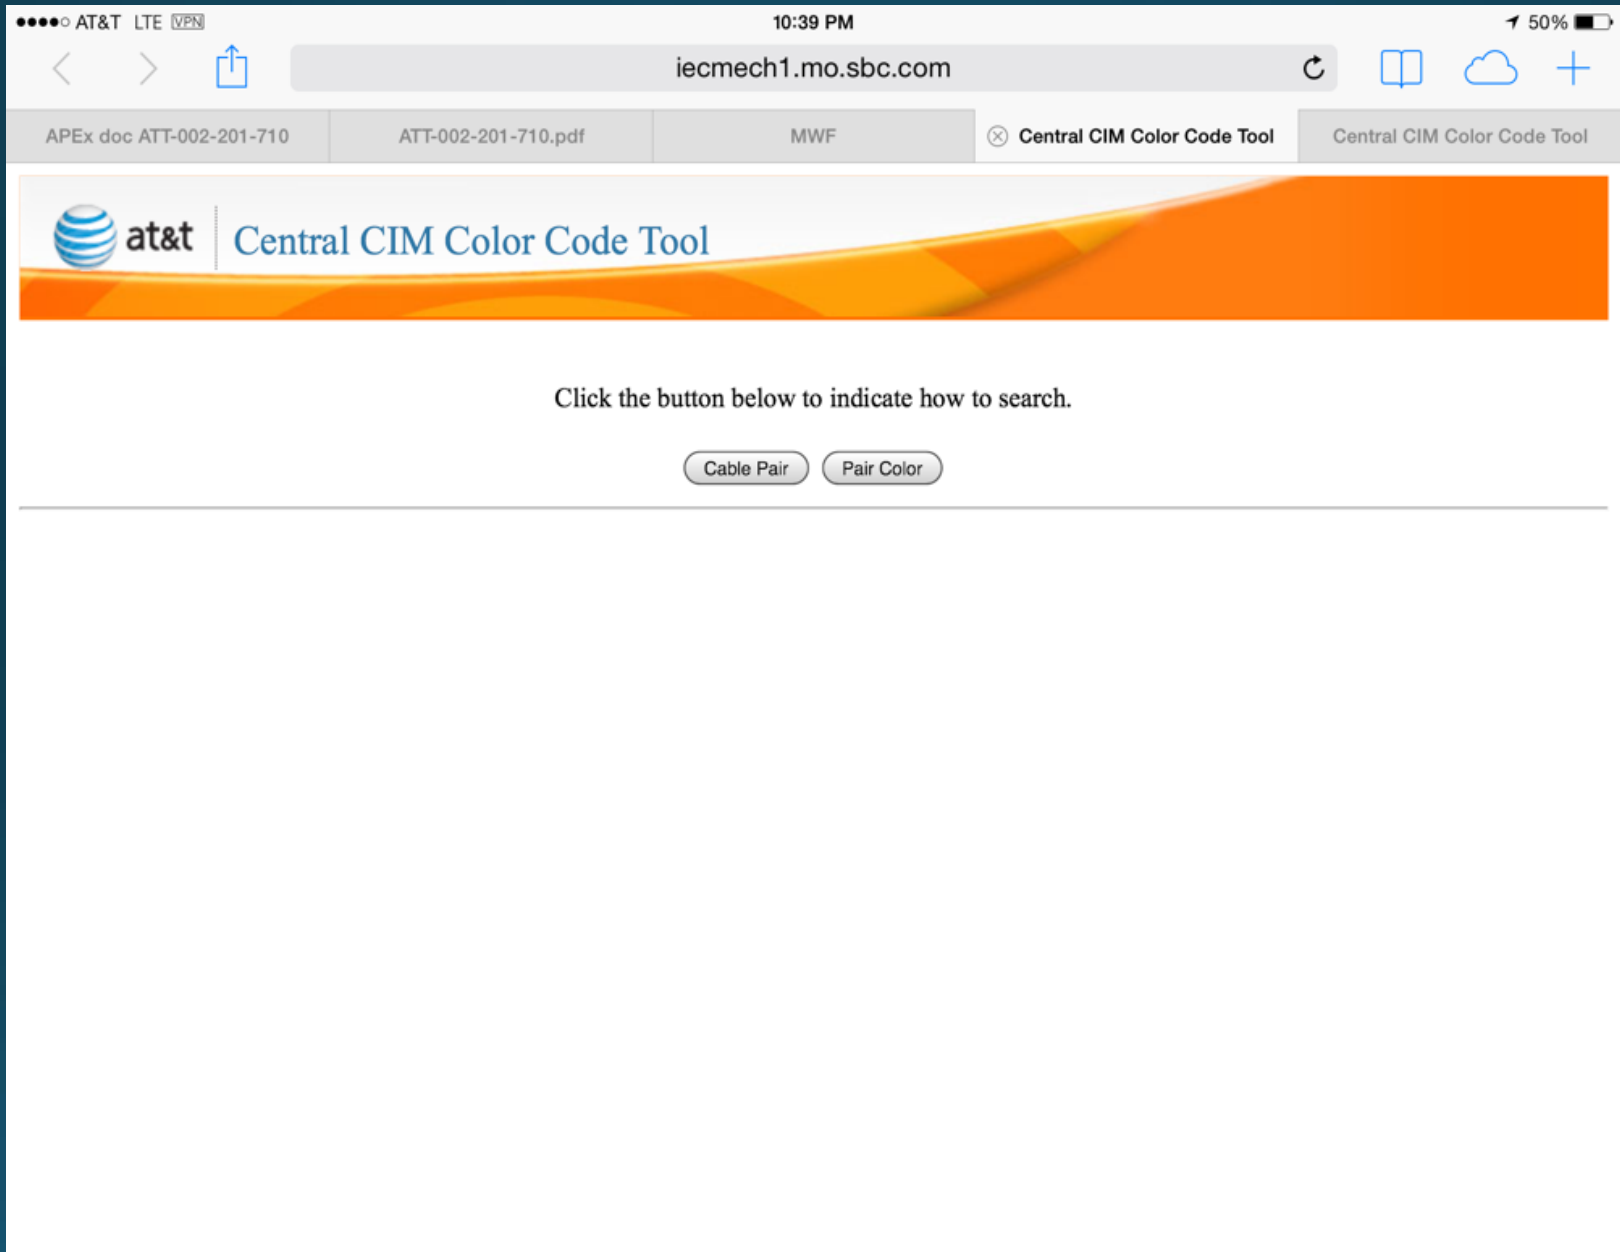 AT&T LTE VPN 10:39 PM 50%
iecmech1.mo.sbc.com
APEx doc ATT-002-201-710 ATT-002-201-710.pdf MWF Central CIM Color Code Tool Central CIM Color Code Tool
at&t Central CIM Color Code Tool
Click the button below to indicate how to search.
Cable Pair Pair Color